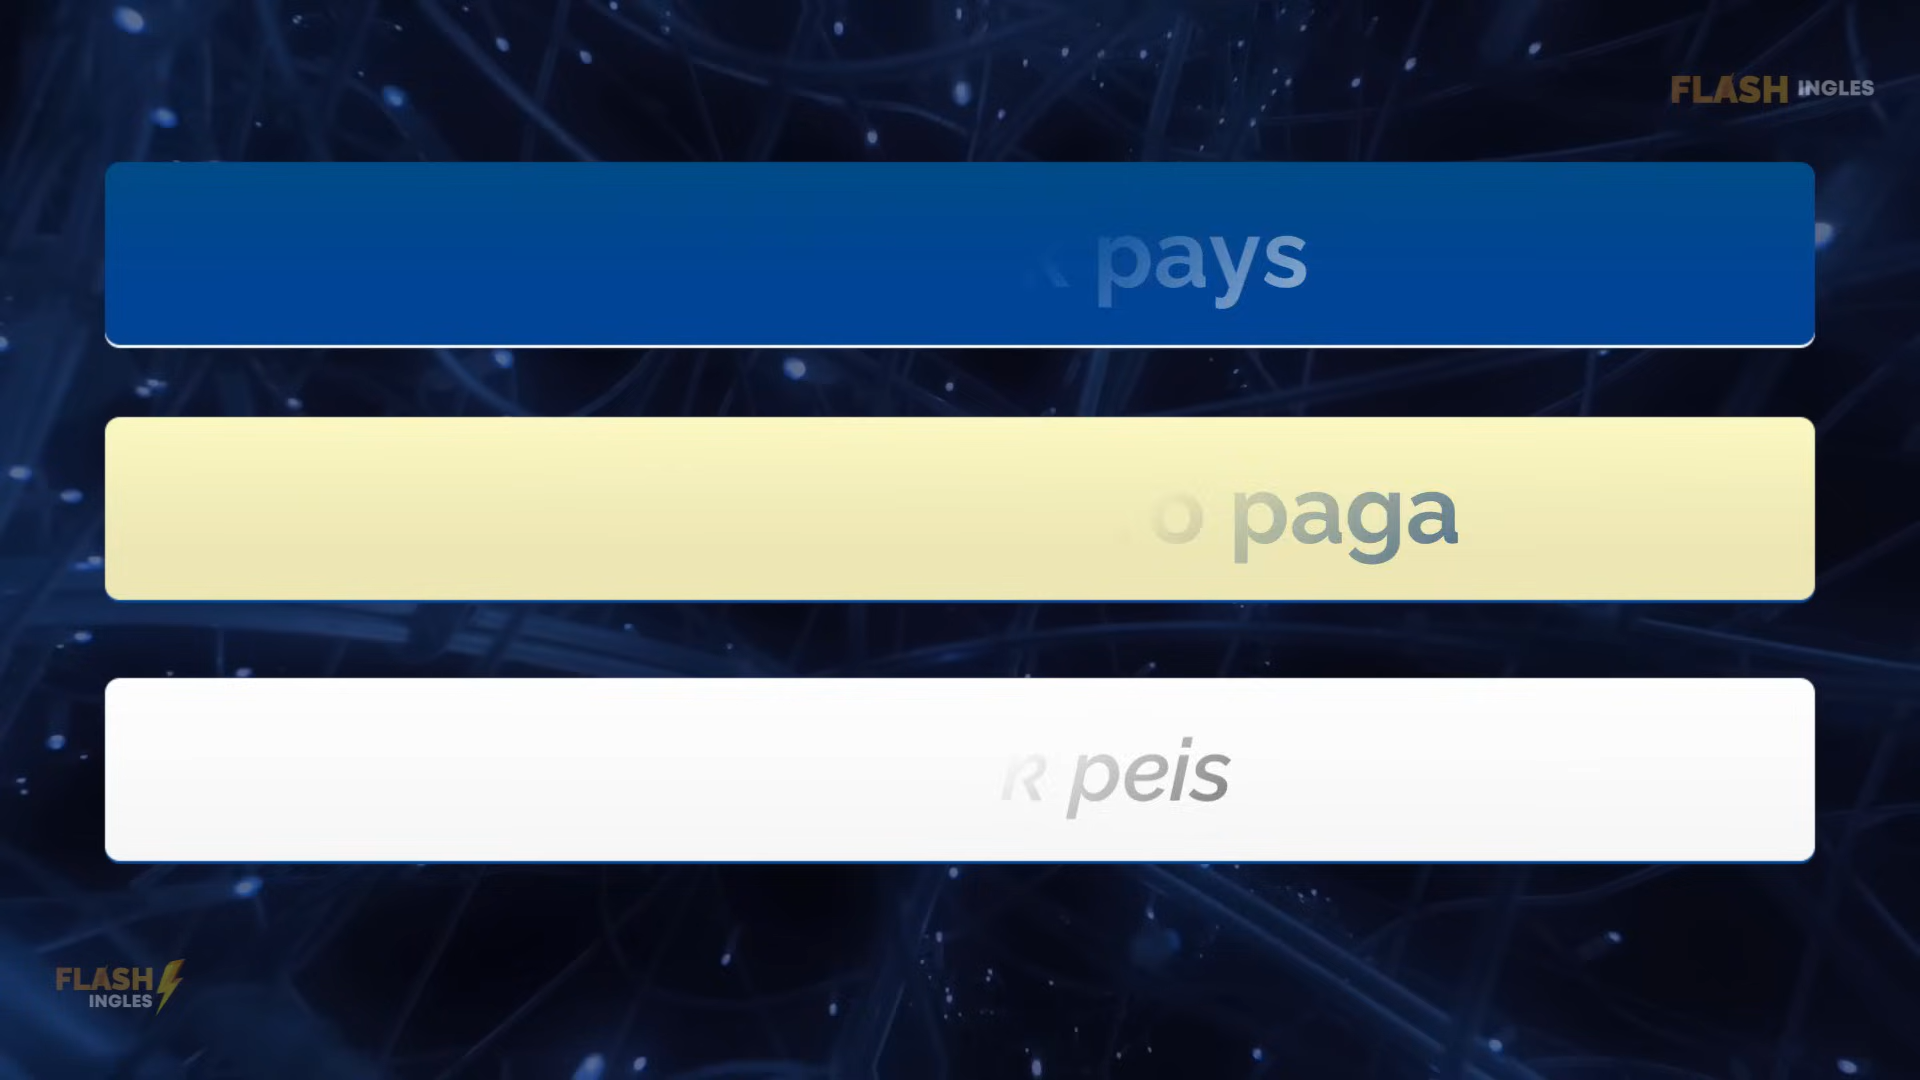 FLASH INGLES
pays
o paga
R peis
FLASH
INGLES